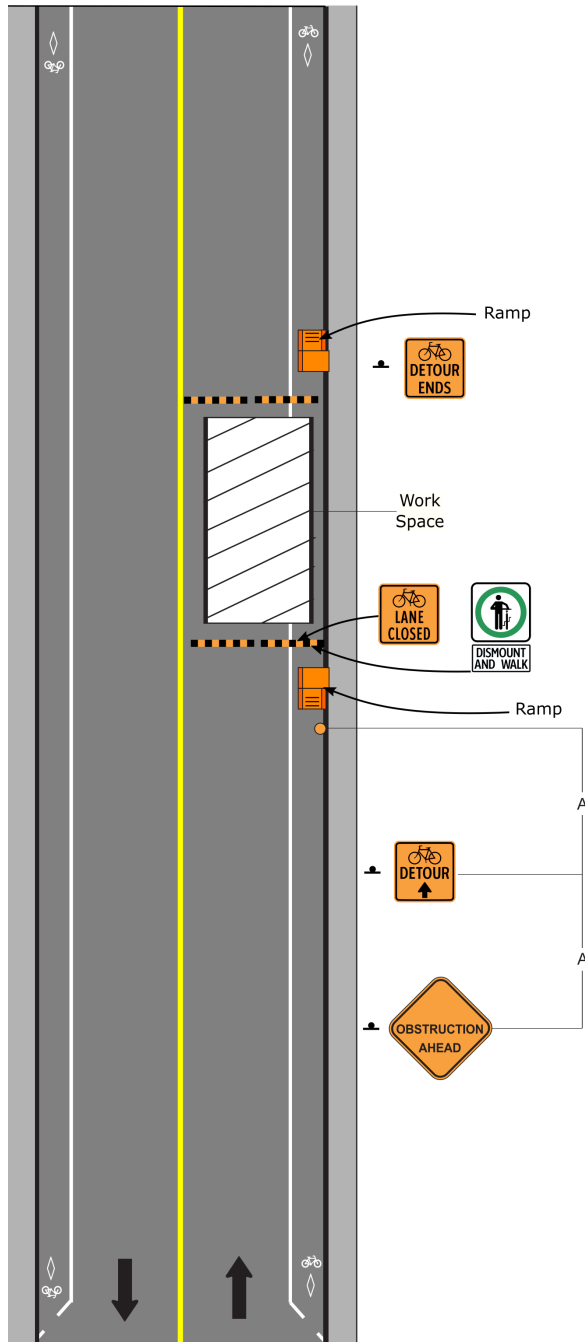 Ramp
DETOUR
ENDS
Work
Space
LANE
CLOSED
DISMOUNT
AND WALK
Ramp
A
DETOUR
A
OBSTRUCTION
AHEAD